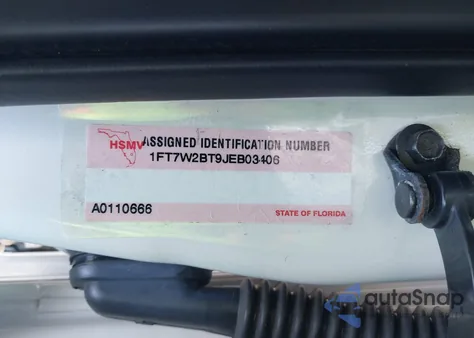 HSMV ASSIGNED IDENTIFICATION NUMBER
1FT7W2BT9JEB03406
A0110666
STATE OF FLORIDA
autoSnap